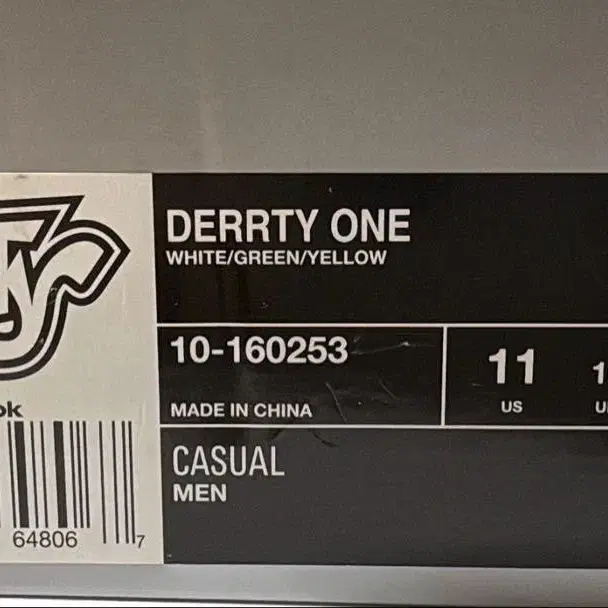 DERRTY ONE
WHITE/GREEN/YELLOW
10-160253
11
US
MADE IN CHINA
CASUAL
MEN
64806
7